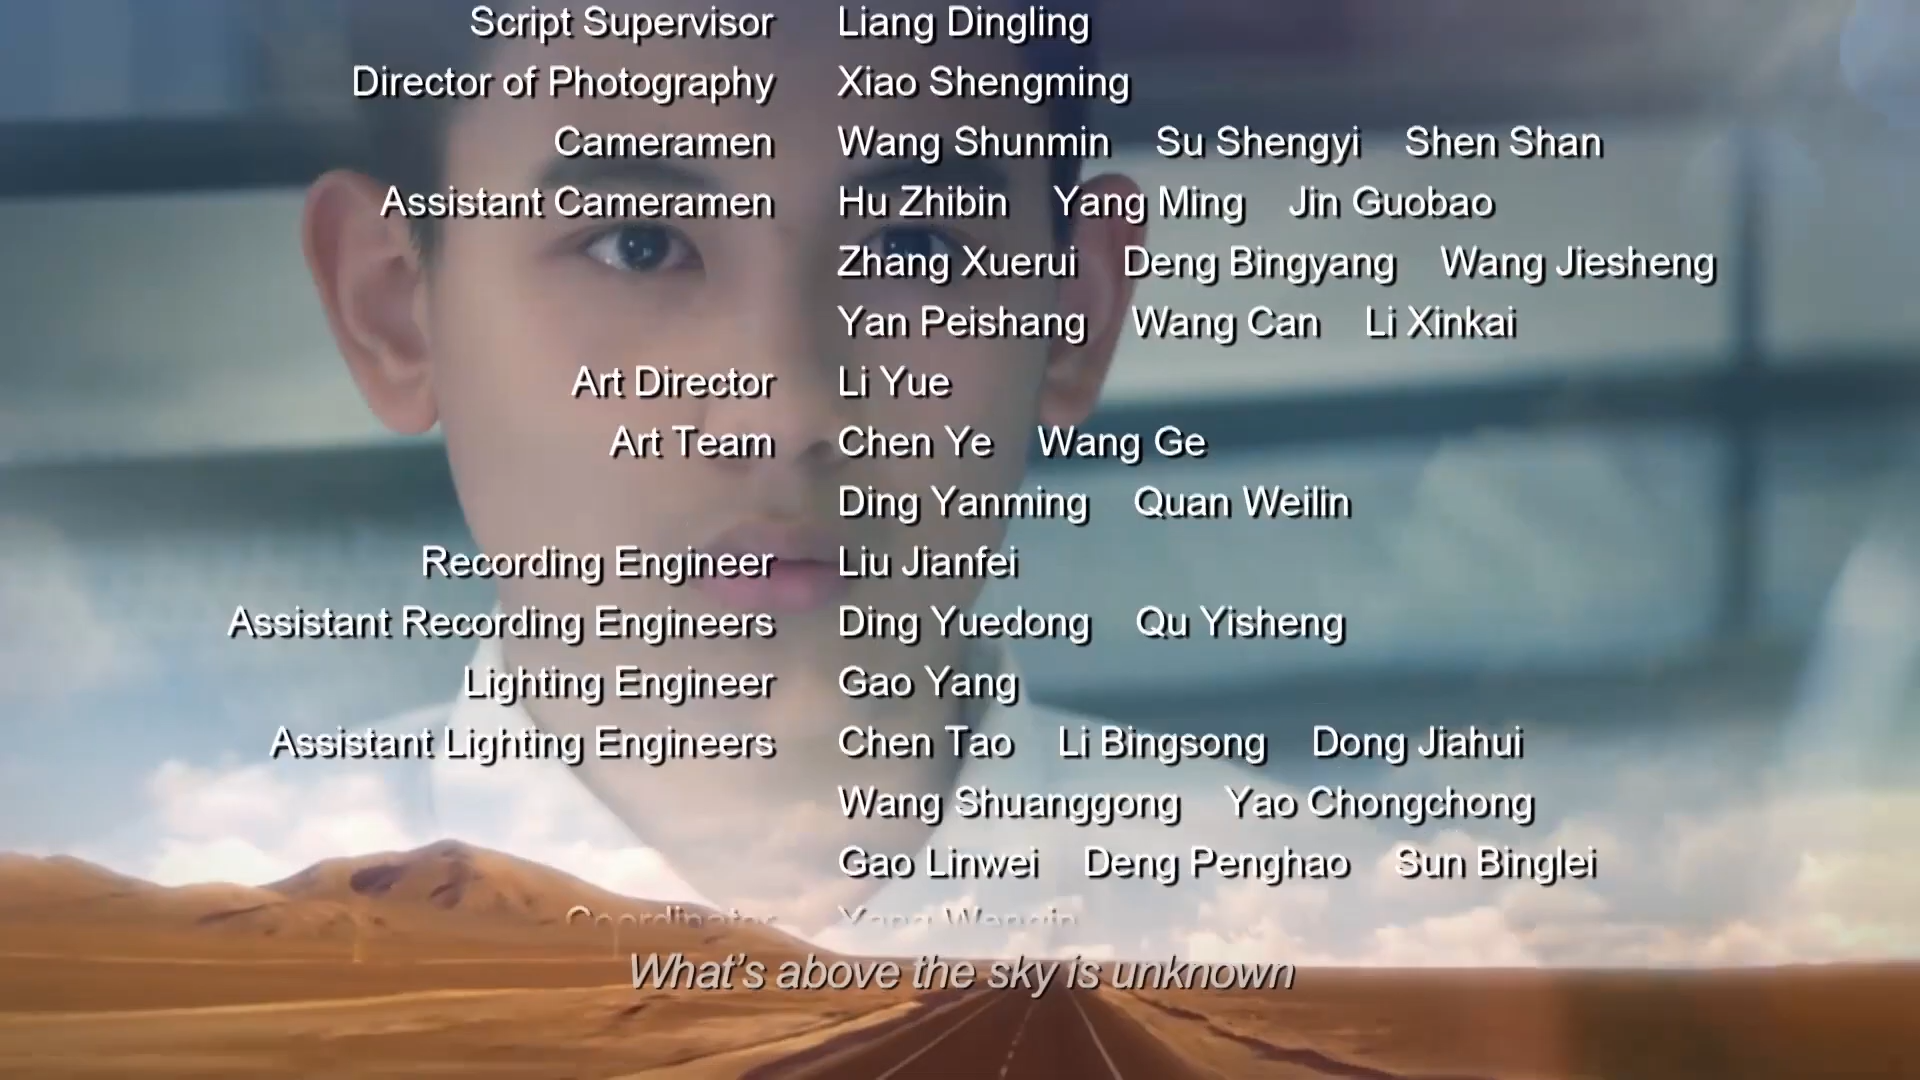 Script Supervisor Liang Dingling
Director of Photography Xiao Shengming
Cameramen Wang Shunmin Su Shengyi Shen Shan
Assistant Cameramen Hu Zhibin Yang Ming Jin Guobao
Zhang Xuerui Deng Bingyang Wang Jiesheng
Yan Peishang Wang Can Li Xinkai
Art Director Li Yue
Art Team Chen Ye Wang Ge
Ding Yanming Quan Weilin
Recording Engineer Liu Jianfei
Assistant Recording Engineers Ding Yuedong Qu Yisheng
Lighting Engineer Gao Yang
Assistant Lighting Engineers Chen Tao Li Bingsong Dong Jiahui
Wang Shuanggong Yao Chongchong
Gao Linwei Deng Penghao Sun Binglei
Coordinator Yang
What's above the sky is unknown